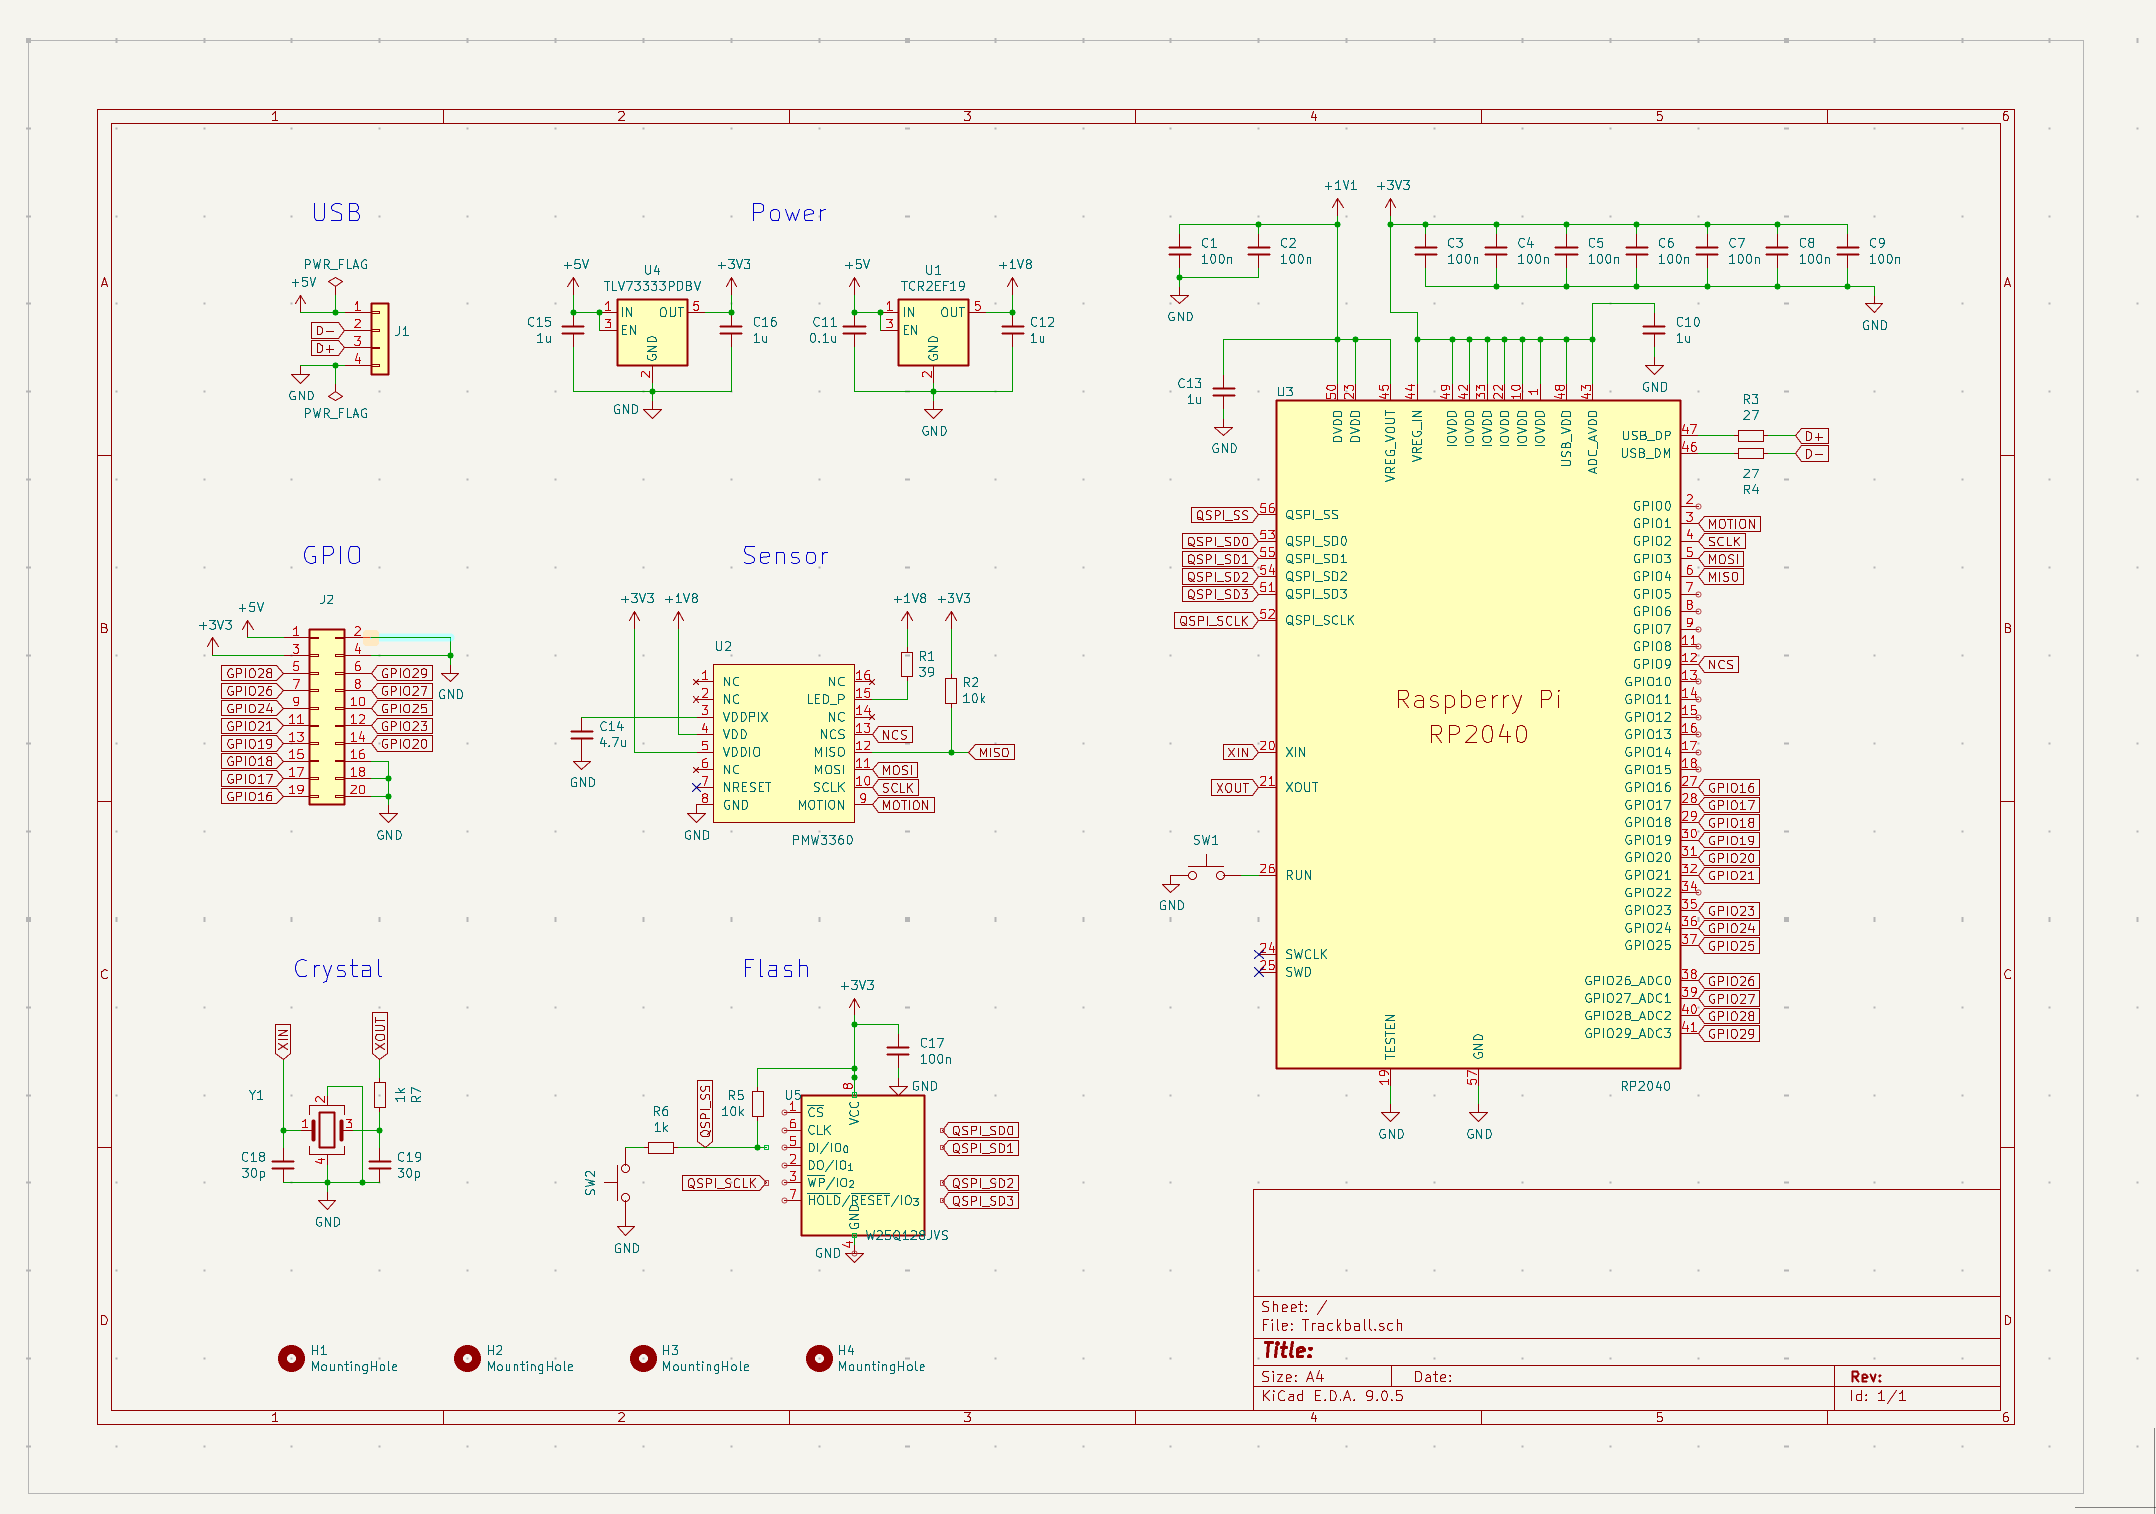 1 2 3 4 5 6
USB
PWR_FLAG
+5V
1
D- 2
D+ 3
4
J1
GND
PWR_FLAG
Power
+5V
U4
TLV73333PDBV
+3V3
1 IN OUT 5
3 EN
GND
2
C15
1u
C16
1u
GND
+5V
U1
TCR2EF19
+1V8
1 IN OUT 5
3 EN
GND
2
C11
0.1u
C12
1u
GND
+1V1 +3V3
C1
100n
C2
100n
GND
C3
100n
C4
100n
C5
100n
C6
100n
C7
100n
C8
100n
C9
100n
GND
C10
1u
GND
C13
1u
GND
U3
50 23 45 44 49 42 33 22 10 1 48 43
DVDD DVDD VREG_VOUT VREG_IN IOVDD IOVDD IOVDD IOVDD IOVDD IOVDD USB_VDD ADC_AVDD
R3
27
USB_DP 47 D+
USB_DM 46 D-
27
R4
QSPI_SS 56 QSPI_SS
QSPI_SD0 53 QSPI_SD0
QSPI_SD1 55 QSPI_SD1
QSPI_SD2 54 QSPI_SD2
QSPI_SD3 51 QSPI_SD3
QSPI_SCLK 52 QSPI_SCLK
XIN 20 XIN
XOUT 21 XOUT
SW1
26 RUN
GND
24 SWCLK
25 SWD
Raspberry Pi
RP2040
GPIO0 2
GPIO1 3 MOTION
GPIO2 4 SCLK
GPIO3 5 MOSI
GPIO4 6 MISO
GPIO5 7
GPIO6 8
GPIO7 9
GPIO8 11
GPIO9 12 NCS
GPIO10 13
GPIO11 14
GPIO12 15
GPIO13 16
GPIO14 17
GPIO15 18
GPIO16 27 GPIO16
GPIO17 28 GPIO17
GPIO18 29 GPIO18
GPIO19 30 GPIO19
GPIO20 31 GPIO20
GPIO21 32 GPIO21
GPIO22 34
GPIO23 35 GPIO23
GPIO24 36 GPIO24
GPIO25 37 GPIO25
GPIO26_ADC0 38 GPIO26
GPIO27_ADC1 39 GPIO27
GPIO28_ADC2 40 GPIO28
GPIO29_ADC3 41 GPIO29
TESTEN GND
19 57
RP2040
GND GND
GPIO
J2
+5V
+3V3
1 2
3 4
GPIO28 5 6 GPIO29
GPIO26 7 8 GPIO27
GPIO24 9 10 GPIO25
GPIO21 11 12 GPIO23
GPIO19 13 14 GPIO20
GPIO18 15 16
GPIO17 17 18
GPIO16 19 20
GND
GND
Sensor
+3V3 +1V8 +1V8 +3V3
U2
R1
39
R2
10k
1 NC NC 16
2 NC LED_P 15
3 VDDPIX NC 14
4 VDD NCS 13 NCS
5 VDDIO MISO 12 MISO
6 NC MOSI 11 MOSI
7 NRESET SCLK 10 SCLK
8 GND MOTION 9 MOTION
C14
4.7u
GND
GND
PMW3360
Crystal
XIN XOUT
1k
R7
Y1
2
1 3
4
C18
30p
C19
30p
GND
Flash
+3V3
C17
100n
GND
QSPI_SS
R5
10k
R6
1k
U5
8
VCC
1 CS
6 CLK
5 DI/IO0
2 DO/IO1
3 WP/IO2
7 HOLD/RESET/IO3
GND
4
QSPI_SD0
QSPI_SD1
QSPI_SD2
QSPI_SD3
QSPI_SCLK
SW2
GND
W25Q128JVS
GND
H1
MountingHole
H2
MountingHole
H3
MountingHole
H4
MountingHole
A A
B B
C C
D D
Sheet: /
File: Trackball.sch
Title:
Size: A4 Date: Rev:
KiCad E.D.A. 9.0.5 Id: 1/1
1 2 3 4 5 6